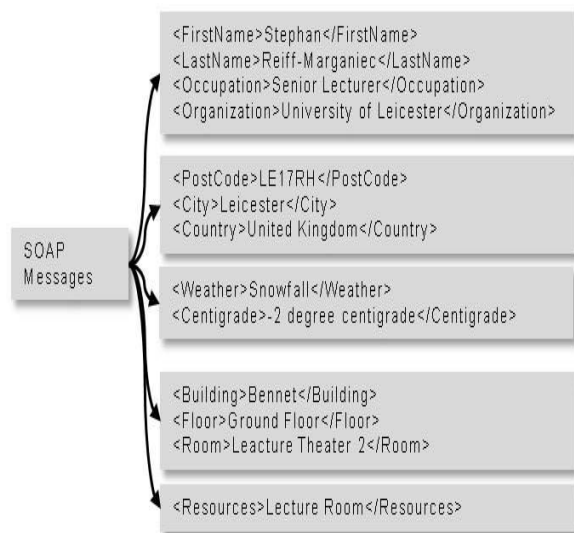 <FirstName>Stephan</FirstName>
<LastName>Reiff-Marganiec</LastName>
<Occupation>Senior Lecturer</Occupation>
<Organization>University of Leicester</Organization>
<PostCode>LE17RH</PostCode>
<City>Leicester</City>
<Country>United Kingdom</Country>
SOAP
Messages
<Weather>Snowfall</Weather>
<Centigrade>-2 degree centigrade</Centigrade>
<Building>Bennet</Building>
<Floor>Ground Floor</Floor>
<Room>Leacture Theater 2</Room>
<Resources>Lecture Room</Resources>